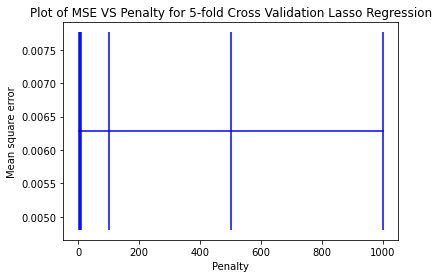 Plot of MSE VS Penalty for 5-fold Cross Validation Lasso Regression
0.0075
0.0070
0.0065
0.0060
0.0055
0.0050
Mean square error
0 200 400 600 800 1000
Penalty